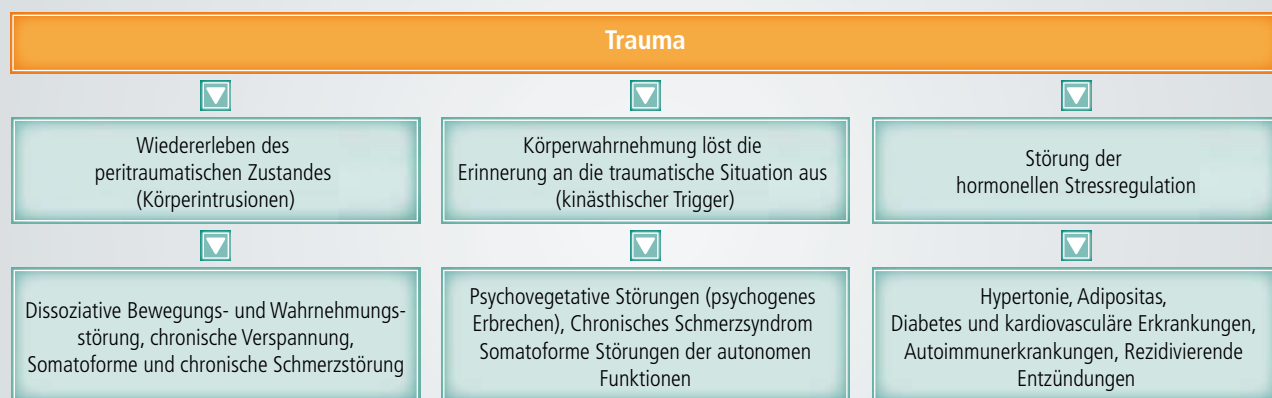 Trauma
Wiedererleben des
peritraumatischen Zustandes
(Körperintrusionen)
Körperwahrnehmung löst die
Erinnerung an die traumatische Situation aus
(kinästhischer Trigger)
Störung der
hormonellen Stressregulation
Dissoziative Bewegungs- und Wahrnehmungs-
störung, chronische Verspannung,
Somatoforme und chronische Schmerzstörung
Psychovegetative Störungen (psychogenes
Erbrechen), Chronisches Schmerzsyndrom
Somatoforme Störungen der autonomen
Funktionen
Hypertonie, Adipositas,
Diabetes und kardiovasculäre Erkrankungen,
Autoimmunerkrankungen, Rezidivierende
Entzündungen